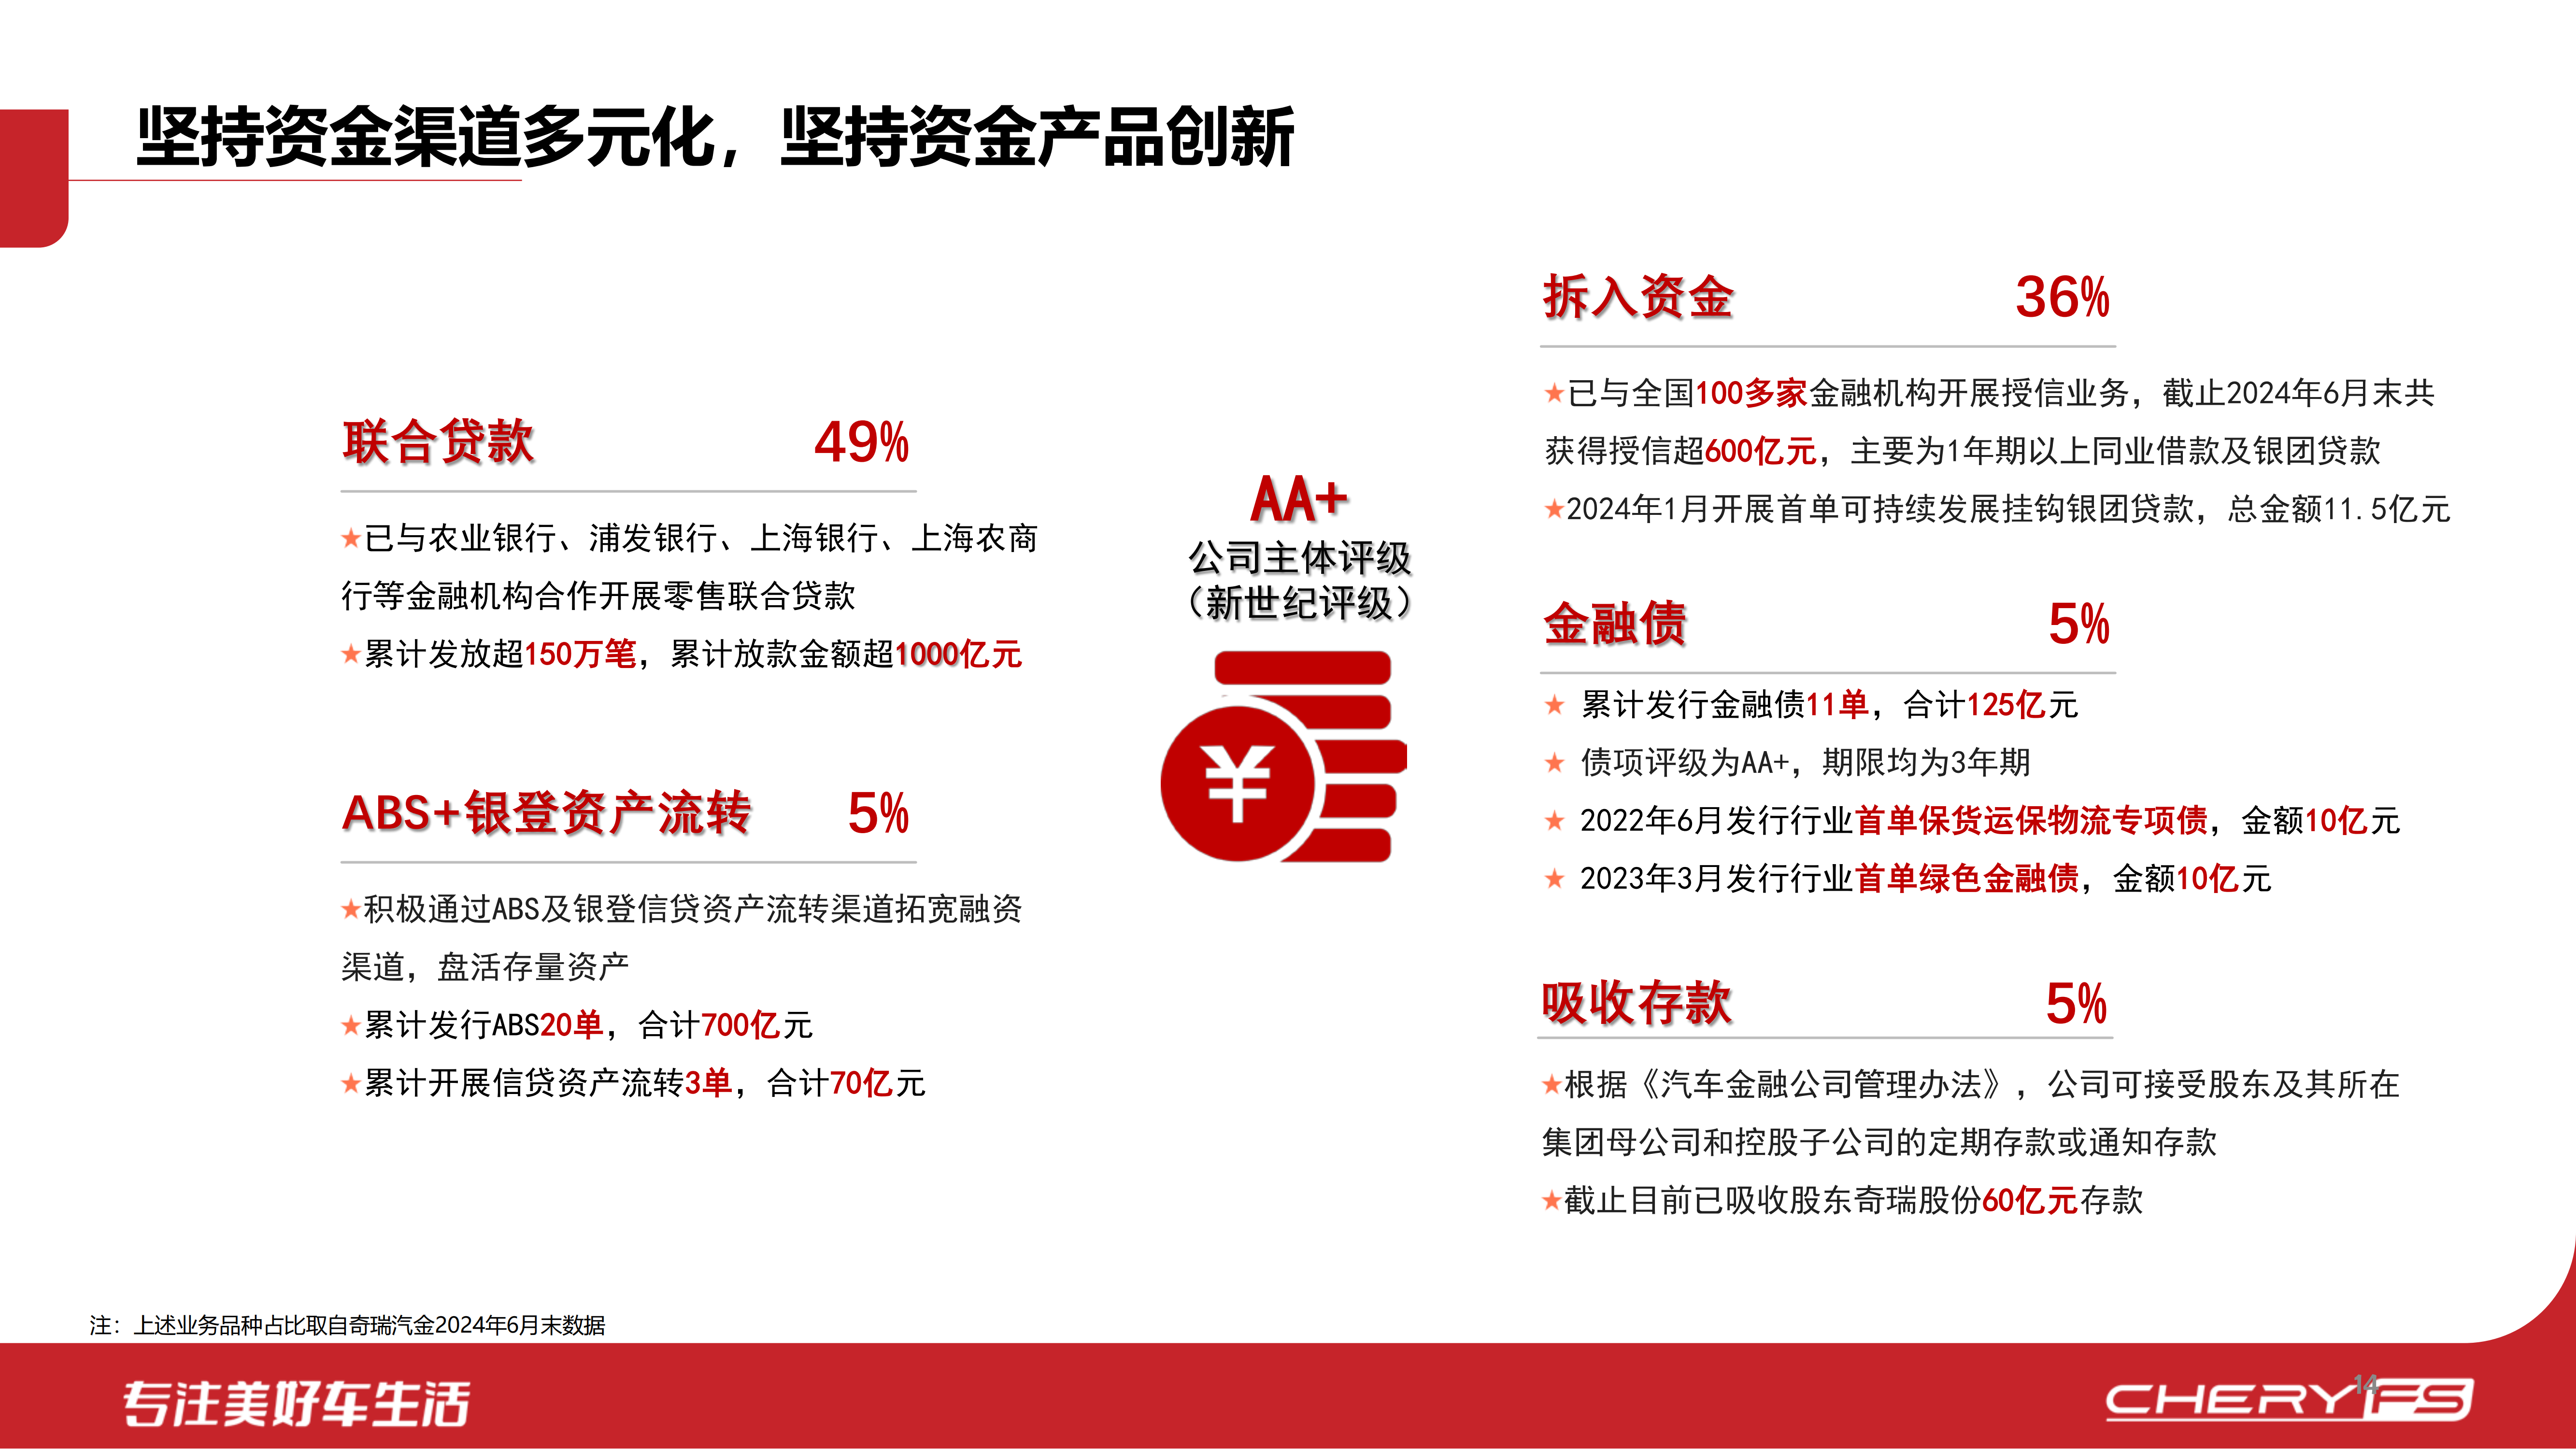 坚持资金渠道多元化，坚持资金产品创新
联合贷款 49%
★已与农业银行、浦发银行、上海银行、上海农商
行等金融机构合作开展零售联合贷款
★累计发放超150万笔，累计放款金额超1000亿元
ABS+银登资产流转 5%
★积极通过ABS及银登信贷资产流转渠道拓宽融资
渠道，盘活存量资产
★累计发行ABS20单，合计700亿元
★累计开展信贷资产流转3单，合计70亿元
AA+
公司主体评级
（新世纪评级）
¥
拆入资金 36%
★已与全国100多家金融机构开展授信业务，截止2024年6月末共
获得授信超600亿元，主要为1年期以上同业借款及银团贷款
★2024年1月开展首单可持续发展挂钩银团贷款，总金额11.5亿元
金融债 5%
★ 累计发行金融债11单，合计125亿元
★ 债项评级为AA+，期限均为3年期
★ 2022年6月发行行业首单保货运保物流专项债，金额10亿元
★ 2023年3月发行行业首单绿色金融债，金额10亿元
吸收存款 5%
★根据《汽车金融公司管理办法》，公司可接受股东及其所在
集团母公司和控股子公司的定期存款或通知存款
★截止目前已吸收股东奇瑞股份60亿元存款
注：上述业务品种占比取自奇瑞汽金2024年6月末数据
专注美好车生活
14
CHERYFS